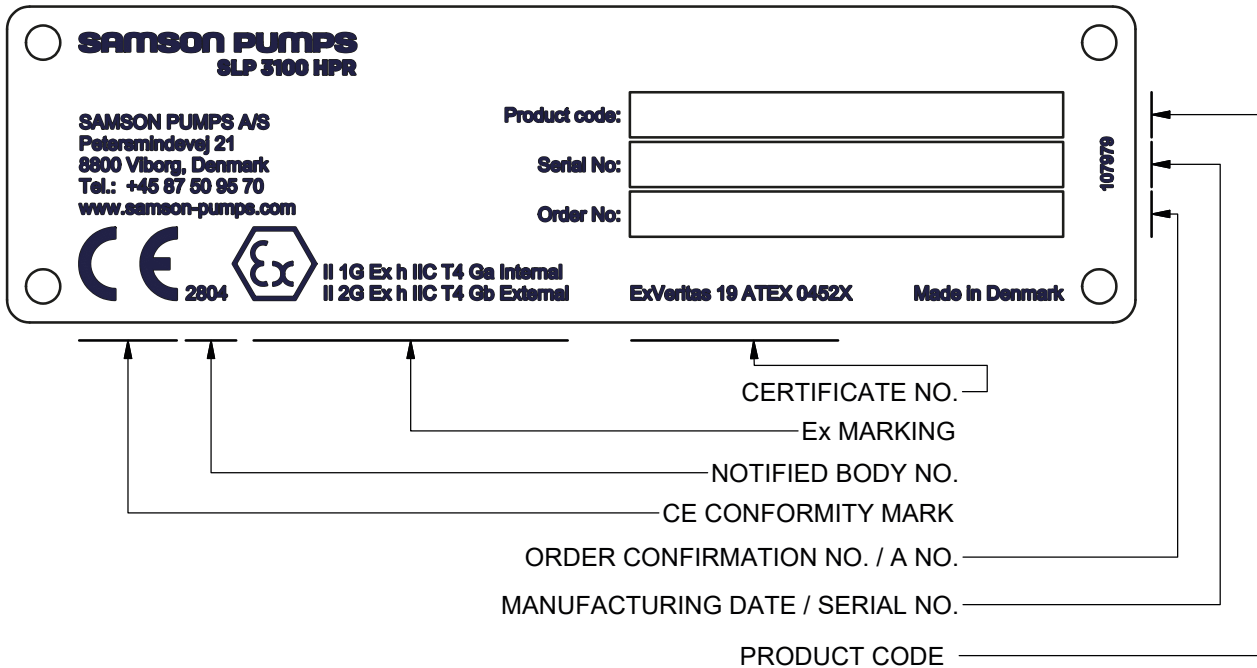 SAMSON PUMPS
SLP 3100 HPR
SAMSON PUMPS A/S
Petersmindevej 21
8800 Viborg, Denmark
Tel.: +45 87 50 95 70
www.samson-pumps.com
Product code:
Serial No:
Order No:
107979
CE 2804 Ex
II 1G Ex h IIC T4 Ga Internal
II 2G Ex h IIC T4 Gb External
ExVeritas 19 ATEX 0452X
Made in Denmark
CERTIFICATE NO.
Ex MARKING
NOTIFIED BODY NO.
CE CONFORMITY MARK
ORDER CONFIRMATION NO. / A NO.
MANUFACTURING DATE / SERIAL NO.
PRODUCT CODE